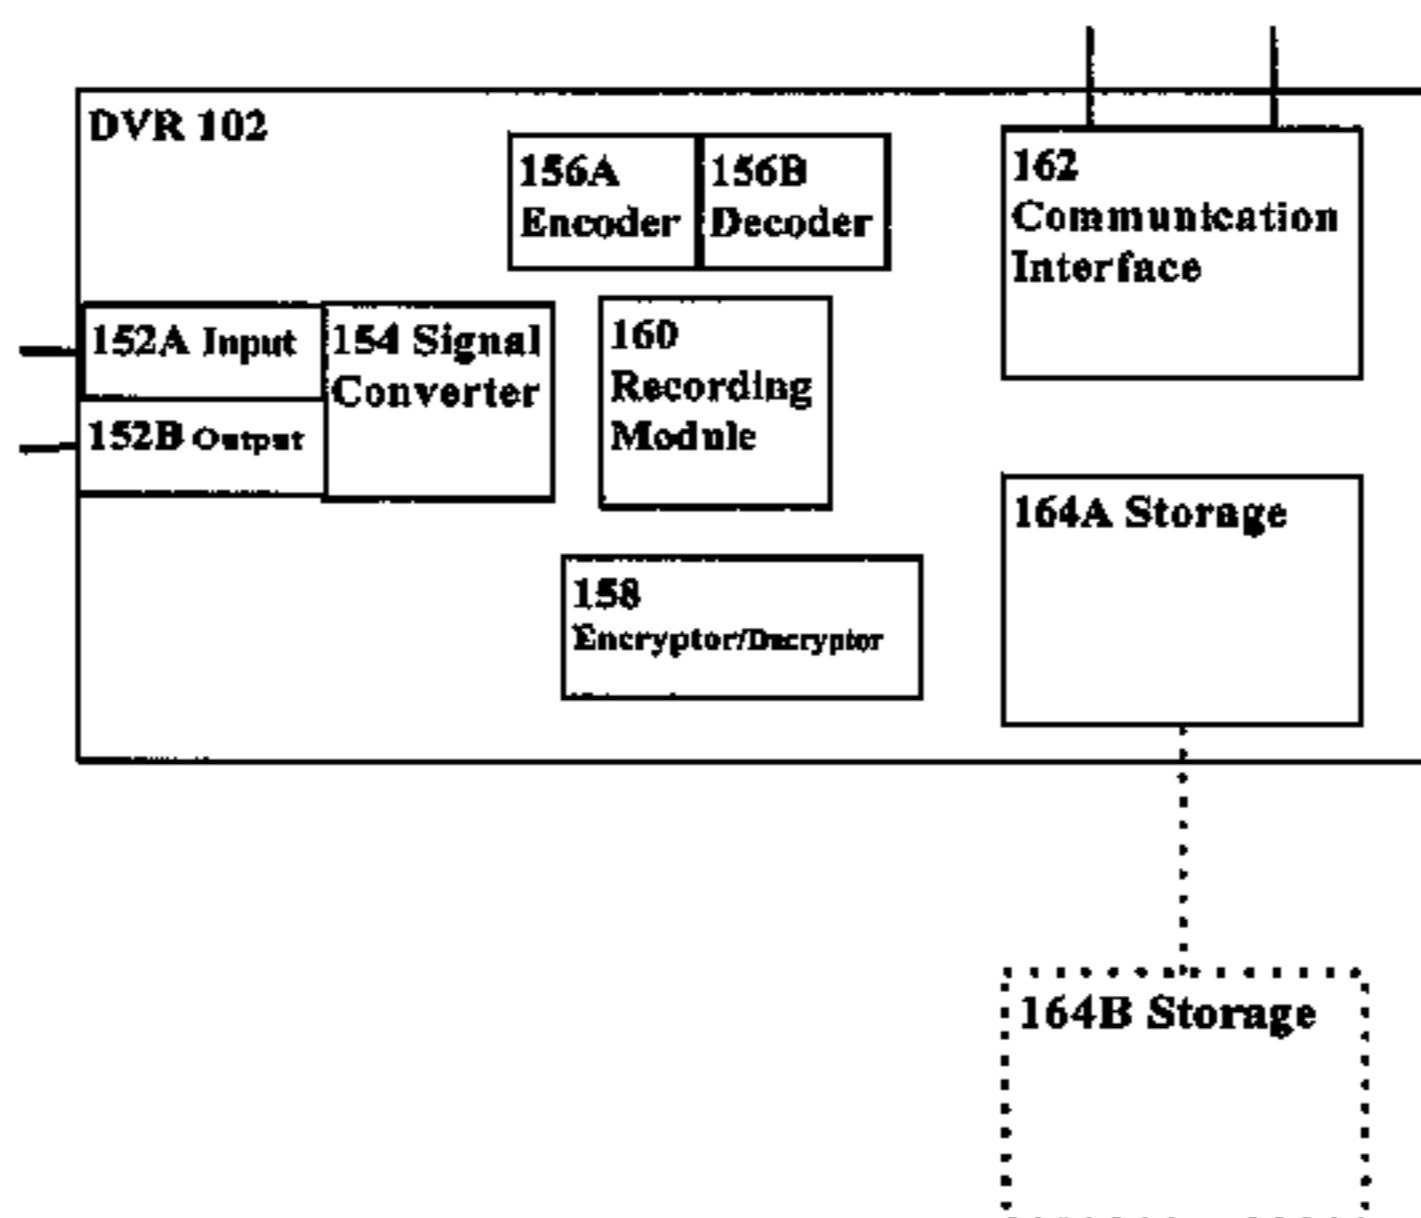 DVR 102
156A
Encoder
156B
Decoder
162
Communication
Interface
152A Input
154 Signal
Converter
160
Recording
Module
152B Output
164A Storage
158
Encryptor/Decryptor
164B Storage